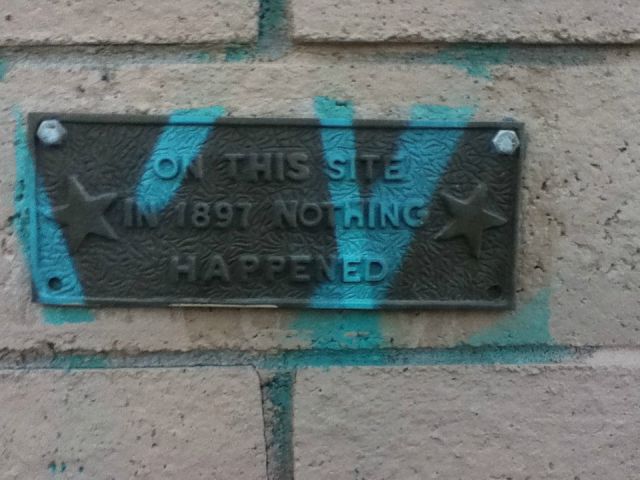 ON THIS SITE
IN 1897 NOTHING
HAPPENED